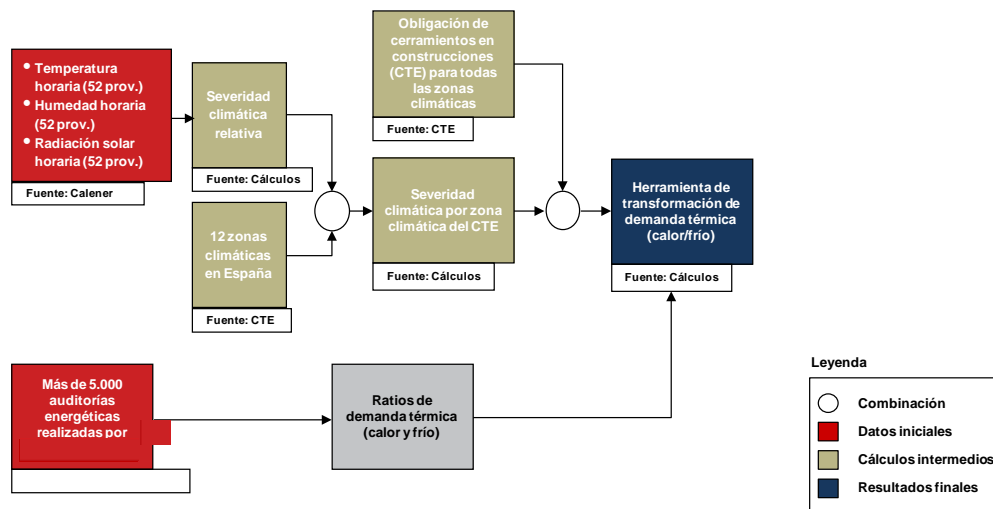 • Temperatura
horaria (52 prov.)
• Humedad horaria
(52 prov.)
• Radiación solar
horaria (52 prov.)
Fuente: Calener
Severidad
climática
relativa
Fuente: Cálculos
12 zonas
climáticas
en España
Fuente: CTE
Obligación de
cerramientos en
construcciones
(CTE) para todas
las zonas
climáticas
Fuente: CTE
Severidad
climática por zona
climática del CTE
Fuente: Cálculos
Herramienta de
transformación de
demanda térmica
(calor/frío)
Fuente: Cálculos
Más de 5.000
auditorías
energéticas
realizadas por
Ratios de
demanda térmica
(calor y frío)
Leyenda
Combinación
Datos iniciales
Cálculos intermedios
Resultados finales